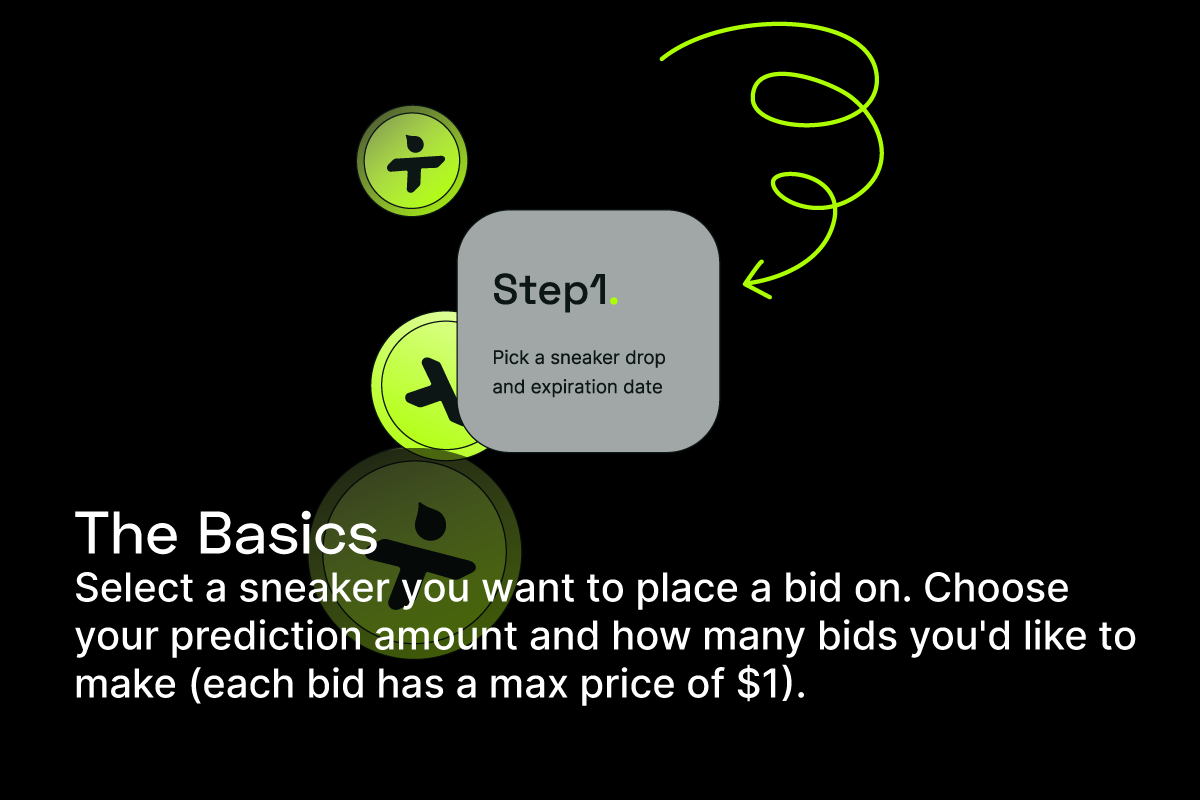 Step1.
Pick a sneaker drop
and expiration date
The Basics
Select a sneaker you want to place a bid on. Choose
your prediction amount and how many bids you'd like to
make (each bid has a max price of $1).